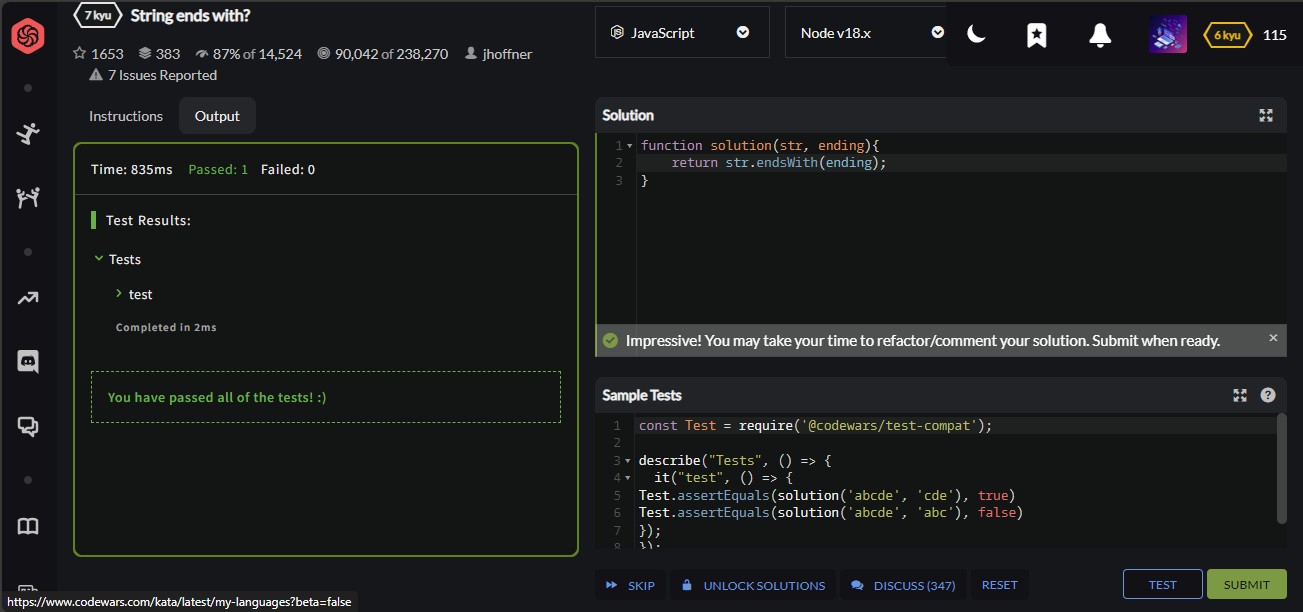 7 kyu String ends with?
1653 383 87% of 14,524 90,042 of 238,270 jhoffner
7 Issues Reported
JavaScript
Node v18.x
6 kyu 115
Instructions Output
Time: 835ms Passed: 1 Failed: 0
Test Results:
Tests
test
Completed in 2ms
You have passed all of the tests! :)
Solution
1 function solution(str, ending){
2 return str.endsWith(ending);
3 }
Impressive! You may take your time to refactor/comment your solution. Submit when ready. ×
Sample Tests ?
1 const Test = require('@codewars/test-compat');
2
3 describe("Tests", () => {
4 it("test", () => {
5 Test.assertEquals(solution('abcde', 'cde'), true)
6 Test.assertEquals(solution('abcde', 'abc'), false)
7 });
8 });
SKIP UNLOCK SOLUTIONS DISCUSS (347) RESET TEST SUBMIT
https://www.codewars.com/kata/latest/my-languages?beta=false